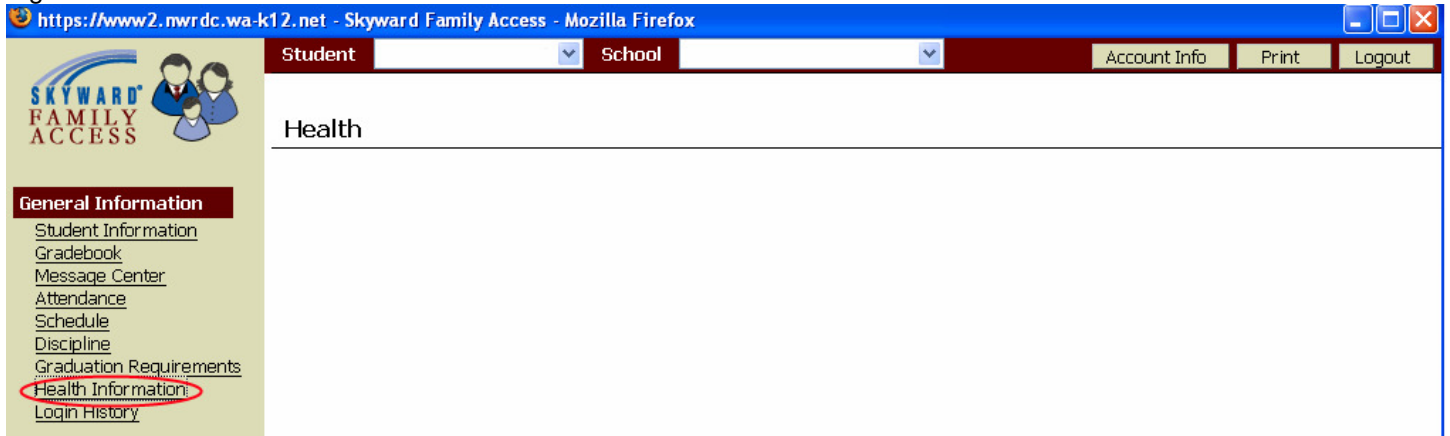 https://www2.nwrdc.wa-k12.net - Skyward Family Access - Mozilla Firefox
Student School Account Info Print Logout
SKYWARD®
FAMILY
ACCESS
Health
General Information
Student Information
Gradebook
Message Center
Attendance
Schedule
Discipline
Graduation Requirements
Health Information
Login History